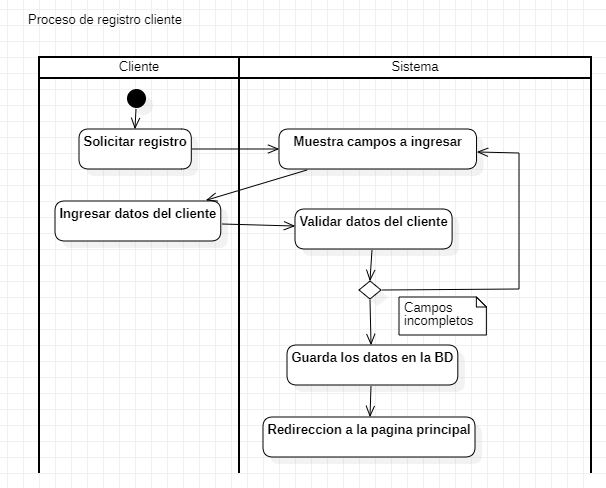 Proceso de registro cliente
Cliente
Sistema
Solicitar registro
Muestra campos a ingresar
Ingresar datos del cliente
Validar datos del cliente
Campos
incompletos
Guarda los datos en la BD
Redireccion a la pagina principal